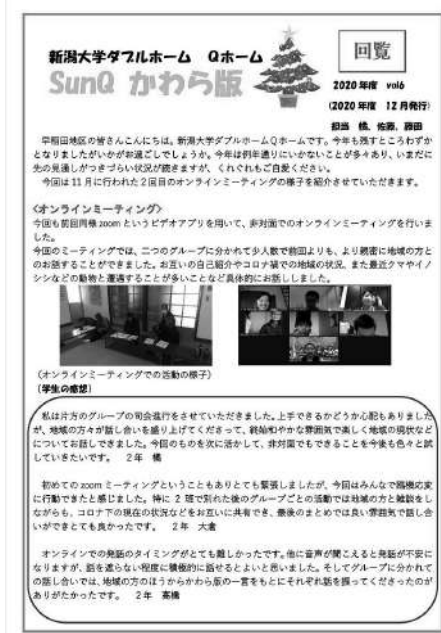 新潟大学ダブルホーム Qホーム
回覧
SunQ かわら版
2020年度 vol6
(2020年度 12月発行)
担当 橘、佐藤、藤田
早稲田地区の皆さんこんにちは。新潟大学ダブルホームQホームです。今年も残すところわずか
となりましたがいかがお過ごしでしょうか。今年は例年通りにいかないことが多々あり、いまだに
先の見通しがつきづらい状況が続きますが、くれぐれもご自愛ください。
今回は11月に行われた2回目のオンラインミーティングの様子を紹介させていただきます。
〈オンラインミーティング〉
今回も前回同様zoomというビデオアプリを用いて、非対面でのオンラインミーティングを行いま
した。
今回のミーティングでは、二つのグループに分かれて少人数で前回よりも、より親密に地域の方と
のお話することができました。お互いの自己紹介やコロナ禍での地域の状況、また最近クマやイノ
シシなどの動物と遭遇することが多いことなど具体的にお話ししました。
(オンラインミーティングでの活動の様子)
(学生の感想)
私は片方のグループの司会進行をさせていただきました。上手できるかどうか心配もありました
が、地域の方々が話し合いを盛り上げてくださって、終始和やかな雰囲気で楽しく地域の現状など
についてお話しできました。今回のものを次に活かして、非対面でもできることを今後も色々と試
していきたいです。 2年 橘
初めてのzoomミーティングということもありとても緊張しましたが、今回はみんなで臨機応変
に行動できたと感じました。特に2班で別れた後のグループごとの活動では地域の方と雑談をし
ながらも、コロナ下の現在の状況などをお互いに共有でき、最後のまとめでは良い雰囲気で話し合
いができとても良かったです。 2年 大倉
オンラインでの発話のタイミングがとても難しかったです。他に音声が聞こえると発話が不安に
なりますが、話を遮らない程度に積極的に話せるとよいと思いました。そしてグループに分かれて
の話し合いでは、地域の方のほうからかわら版の一言をもとにそれぞれ話を振ってくださったのが
ありがたかったです。 2年 高橋